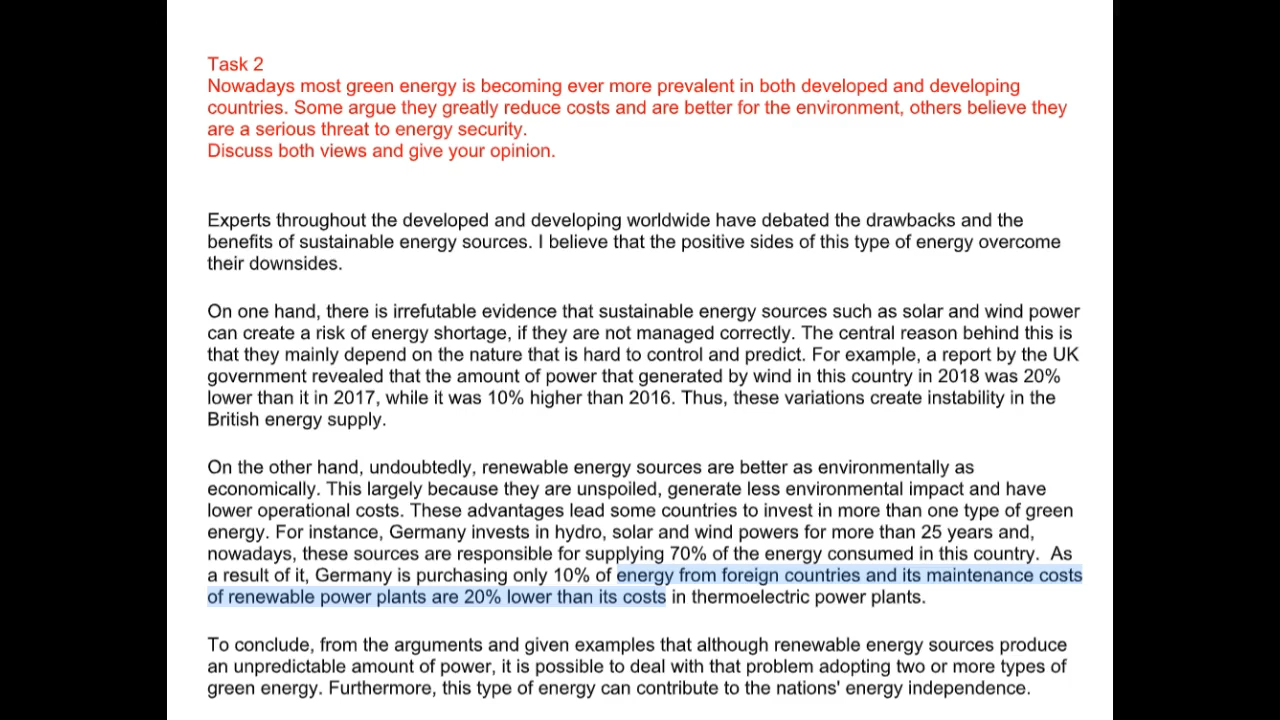 Task 2
Nowadays most green energy is becoming ever more prevalent in both developed and developing
countries. Some argue they greatly reduce costs and are better for the environment, others believe they
are a serious threat to energy security.
Discuss both views and give your opinion.
Experts throughout the developed and developing worldwide have debated the drawbacks and the
benefits of sustainable energy sources. I believe that the positive sides of this type of energy overcome
their downsides.
On one hand, there is irrefutable evidence that sustainable energy sources such as solar and wind power
can create a risk of energy shortage, if they are not managed correctly. The central reason behind this is
that they mainly depend on the nature that is hard to control and predict. For example, a report by the UK
government revealed that the amount of power that generated by wind in this country in 2018 was 20%
lower than it in 2017, while it was 10% higher than 2016. Thus, these variations create instability in the
British energy supply.
On the other hand, undoubtedly, renewable energy sources are better as environmentally as
economically. This largely because they are unspoiled, generate less environmental impact and have
lower operational costs. These advantages lead some countries to invest in more than one type of green
energy. For instance, Germany invests in hydro, solar and wind powers for more than 25 years and,
nowadays, these sources are responsible for supplying 70% of the energy consumed in this country. As
a result of it, Germany is purchasing only 10% of energy from foreign countries and its maintenance costs
of renewable power plants are 20% lower than its costs in thermoelectric power plants.
To conclude, from the arguments and given examples that although renewable energy sources produce
an unpredictable amount of power, it is possible to deal with that problem adopting two or more types of
green energy. Furthermore, this type of energy can contribute to the nations' energy independence.